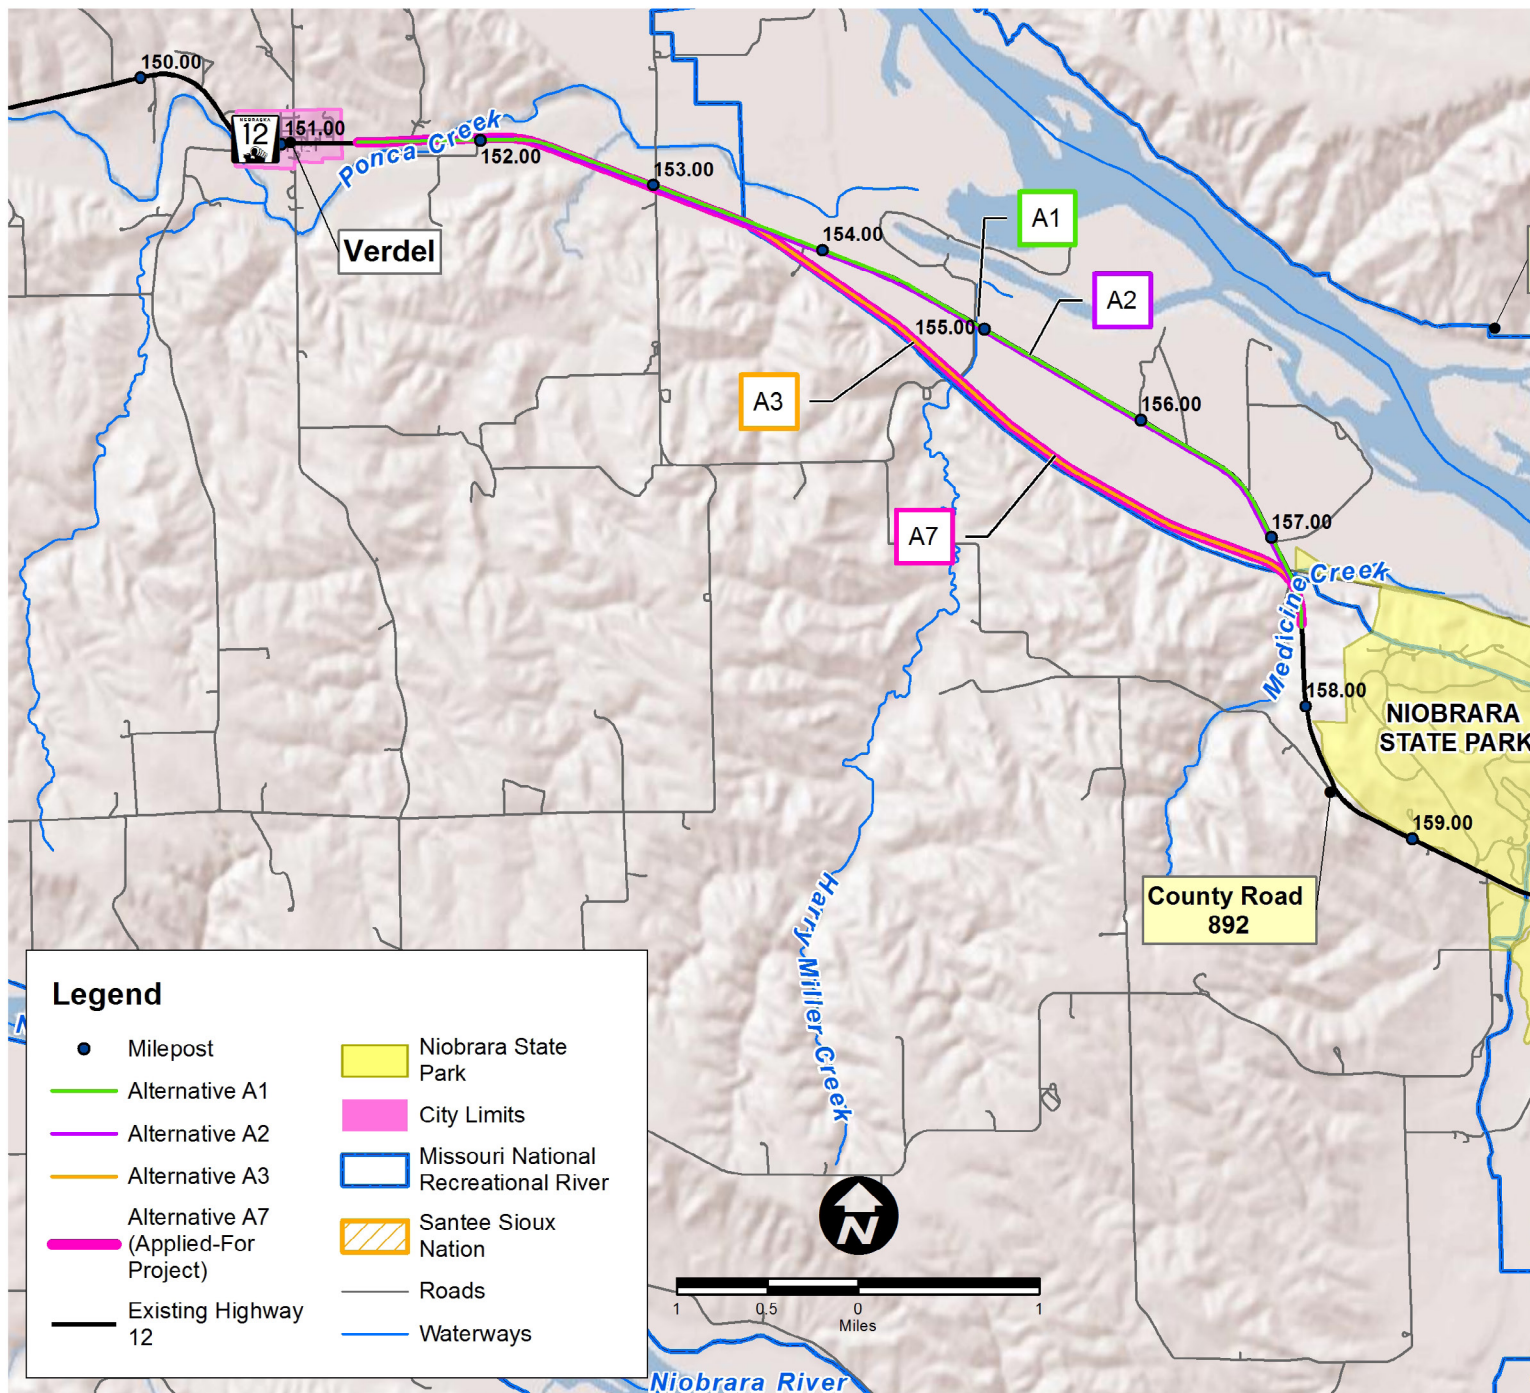 150.00
NEBRASKA
12
151.00
Ponca Creek
152.00
153.00
Verdel
154.00
A1
A2
155.00
A3
156.00
A7
157.00
Medicine Creek
158.00
NIOBRARA
STATE PARK
159.00
County Road
892
Harry Miller Creek
N
Legend
Milepost
Alternative A1
Alternative A2
Alternative A3
Alternative A7
(Applied-For
Project)
Existing Highway
12
Niobrara State
Park
City Limits
Missouri National
Recreational River
Santee Sioux
Nation
Roads
Waterways
N
1 0.5 0 1
Miles
Niobrara River